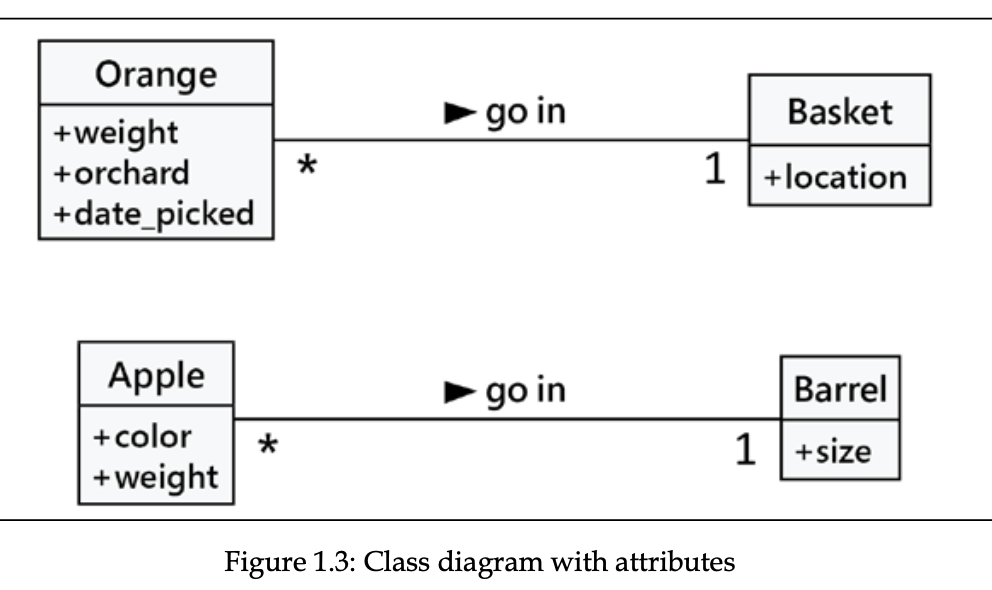 Orange
+weight
+orchard
+date_picked
► go in
*
1
Basket
+location
Apple
+color
+weight
► go in
*
1
Barrel
+size
Figure 1.3: Class diagram with attributes